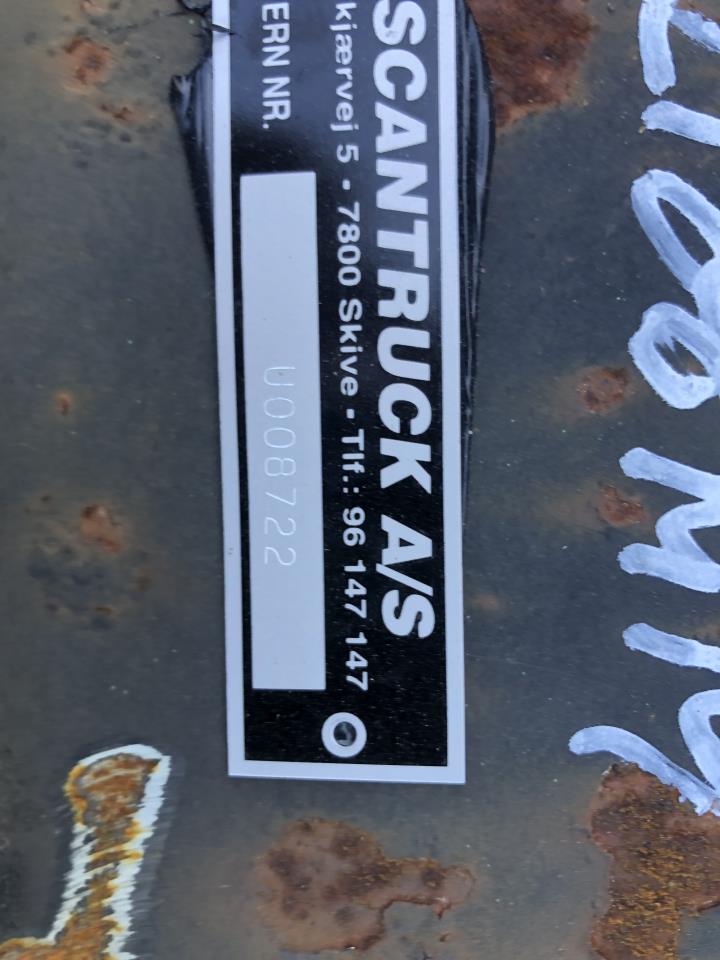 SCANTRUCK A/S
kjærvej 5 • 7800 Skive • Tlf.: 96 147 147
ERN NR.
U008722